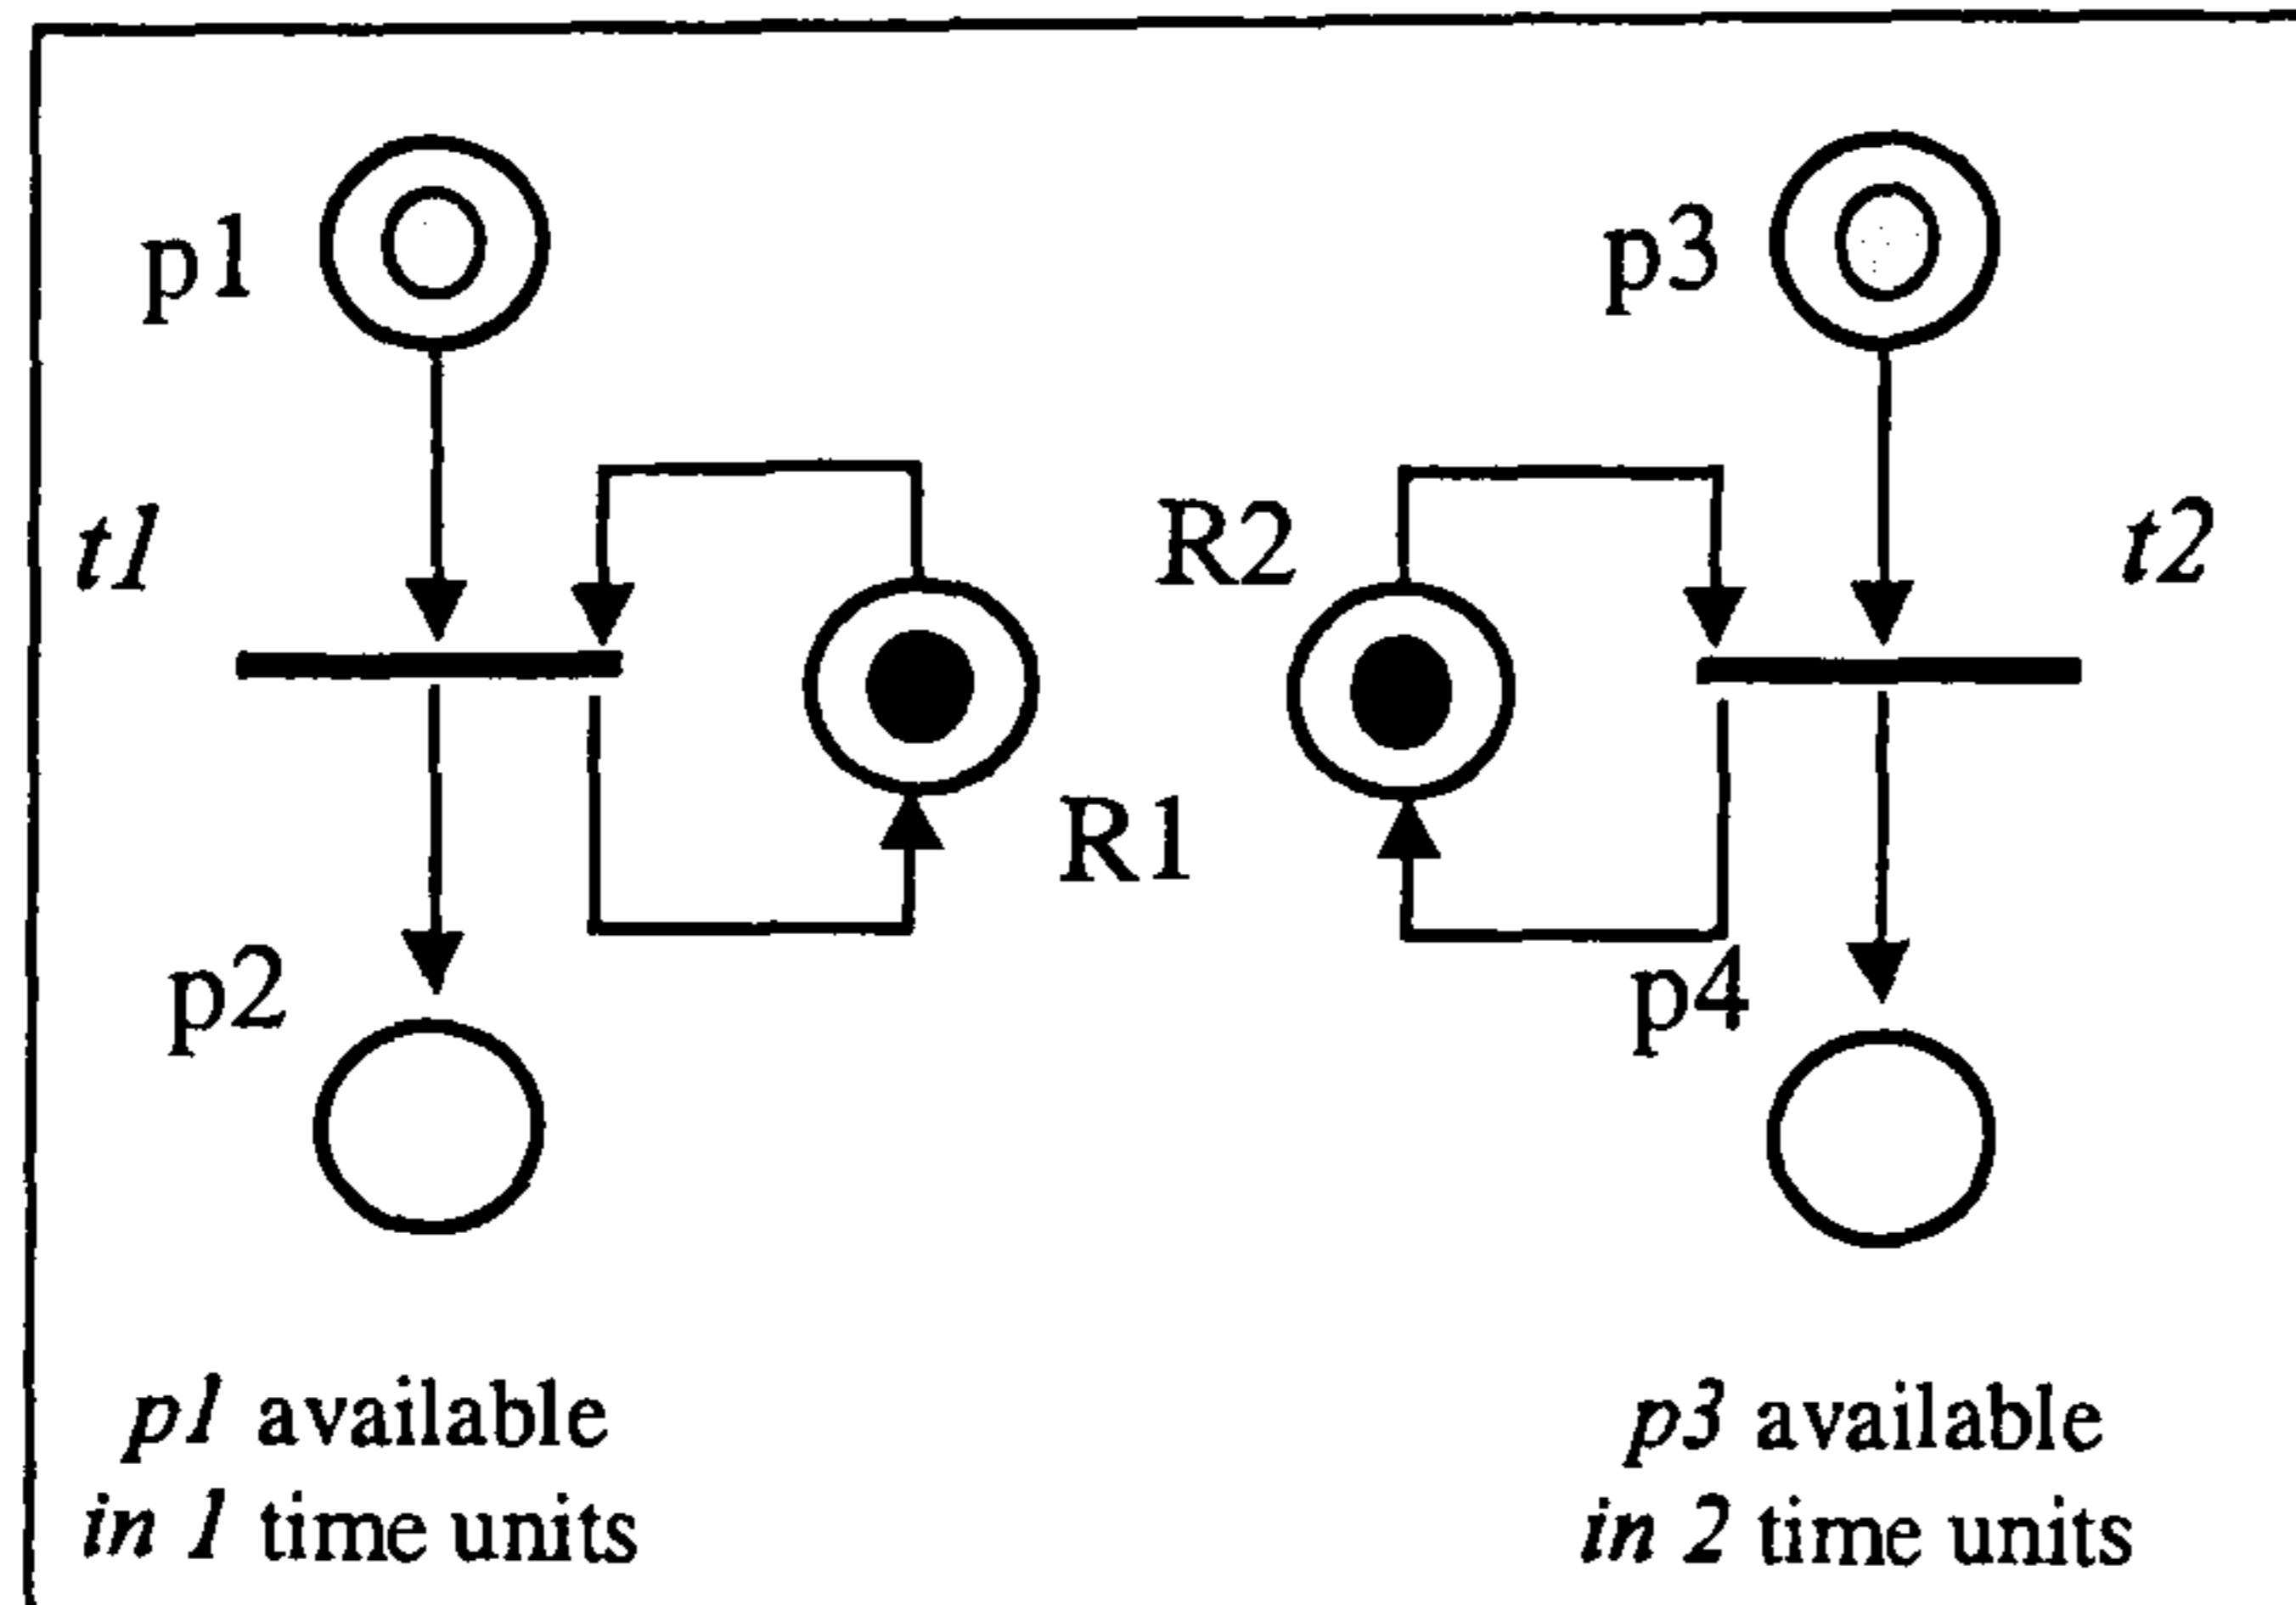 p1
p3
t1
R2
t2
R1
p2
p4
p1 available
in 1 time units
p3 available
in 2 time units